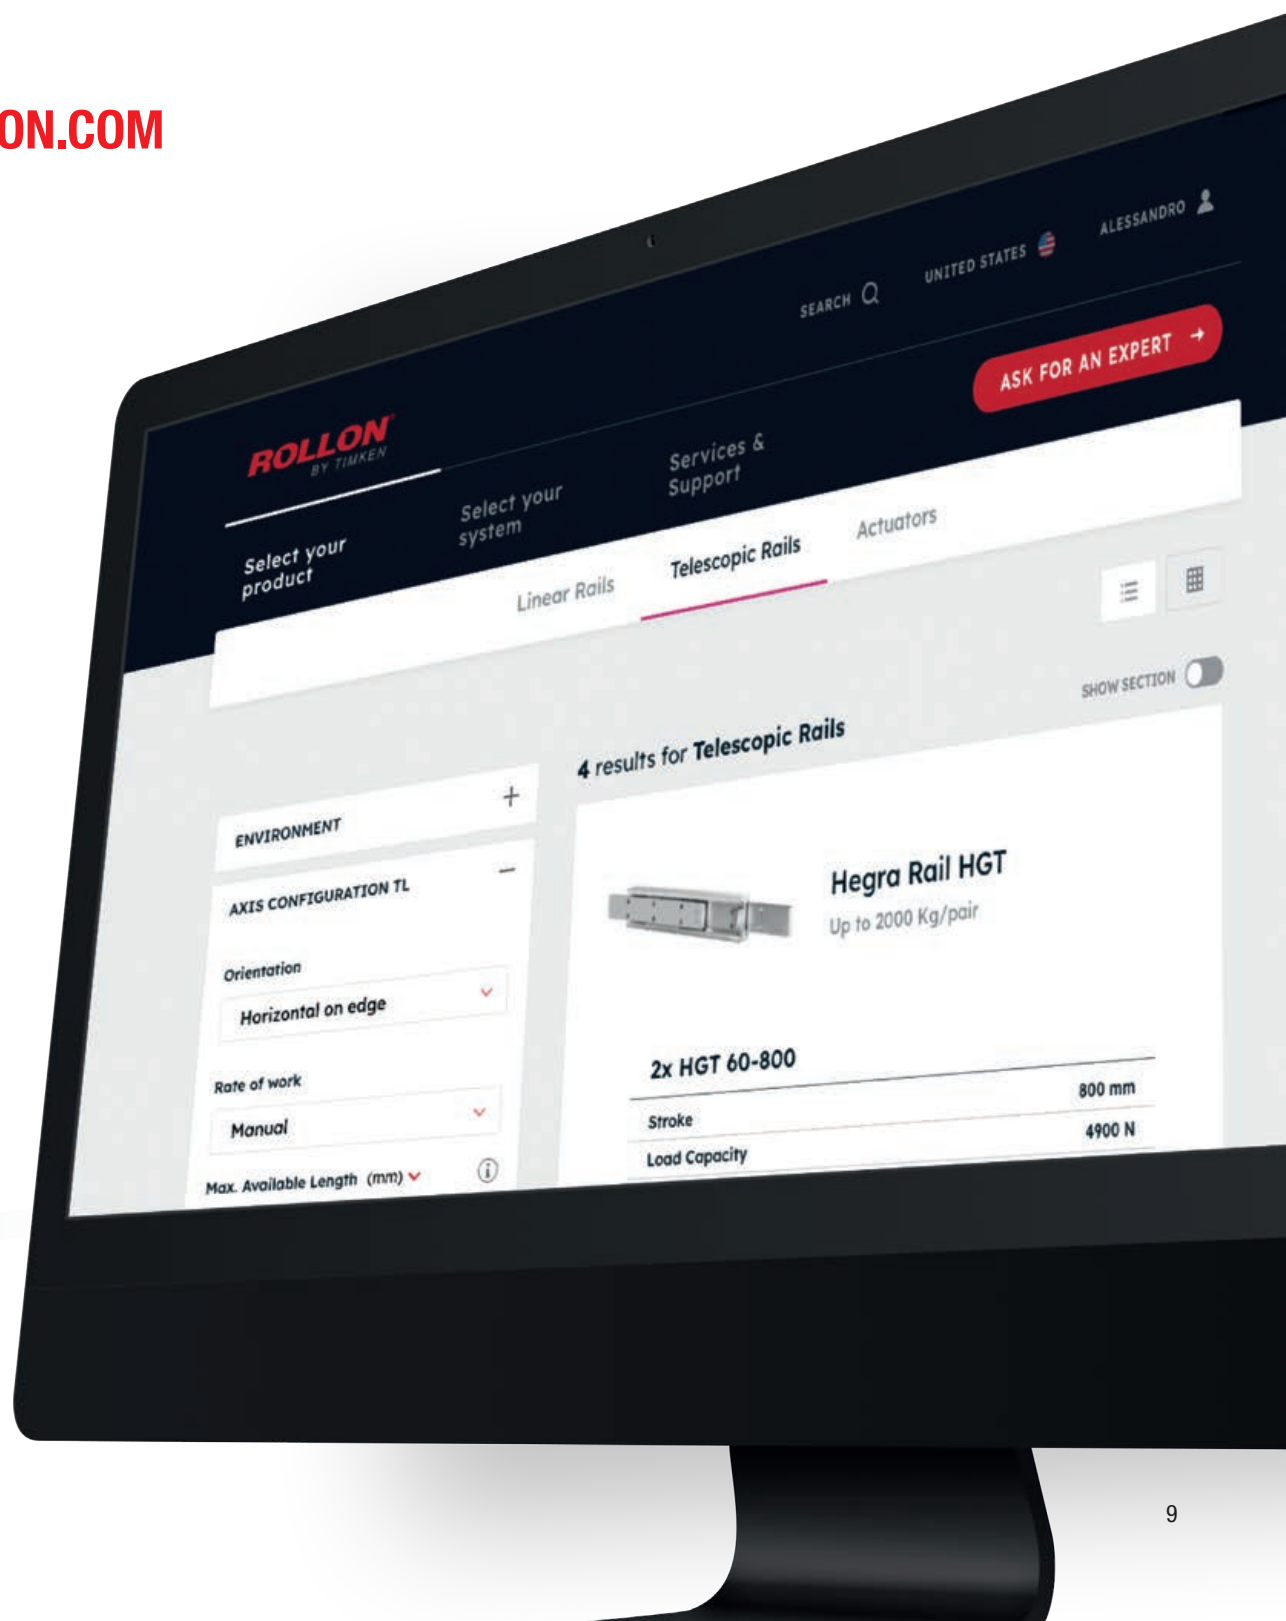 ON.COM
SEARCH
UNITED STATES
ALESSANDRO
ROLLON®
BY TIMKEN
ASK FOR AN EXPERT →
Select your
product
Select your
system
Services &
Support
Linear Rails
Telescopic Rails
Actuators
SHOW SECTION
4 results for Telescopic Rails
ENVIRONMENT +
AXIS CONFIGURATION TL −
Orientation
Horizontal on edge
Rate of work
Manual
Max. Available Length (mm)
i
Hegra Rail HGT
Up to 2000 Kg/pair
2x HGT 60-800
Stroke 800 mm
Load Capacity 4900 N
9